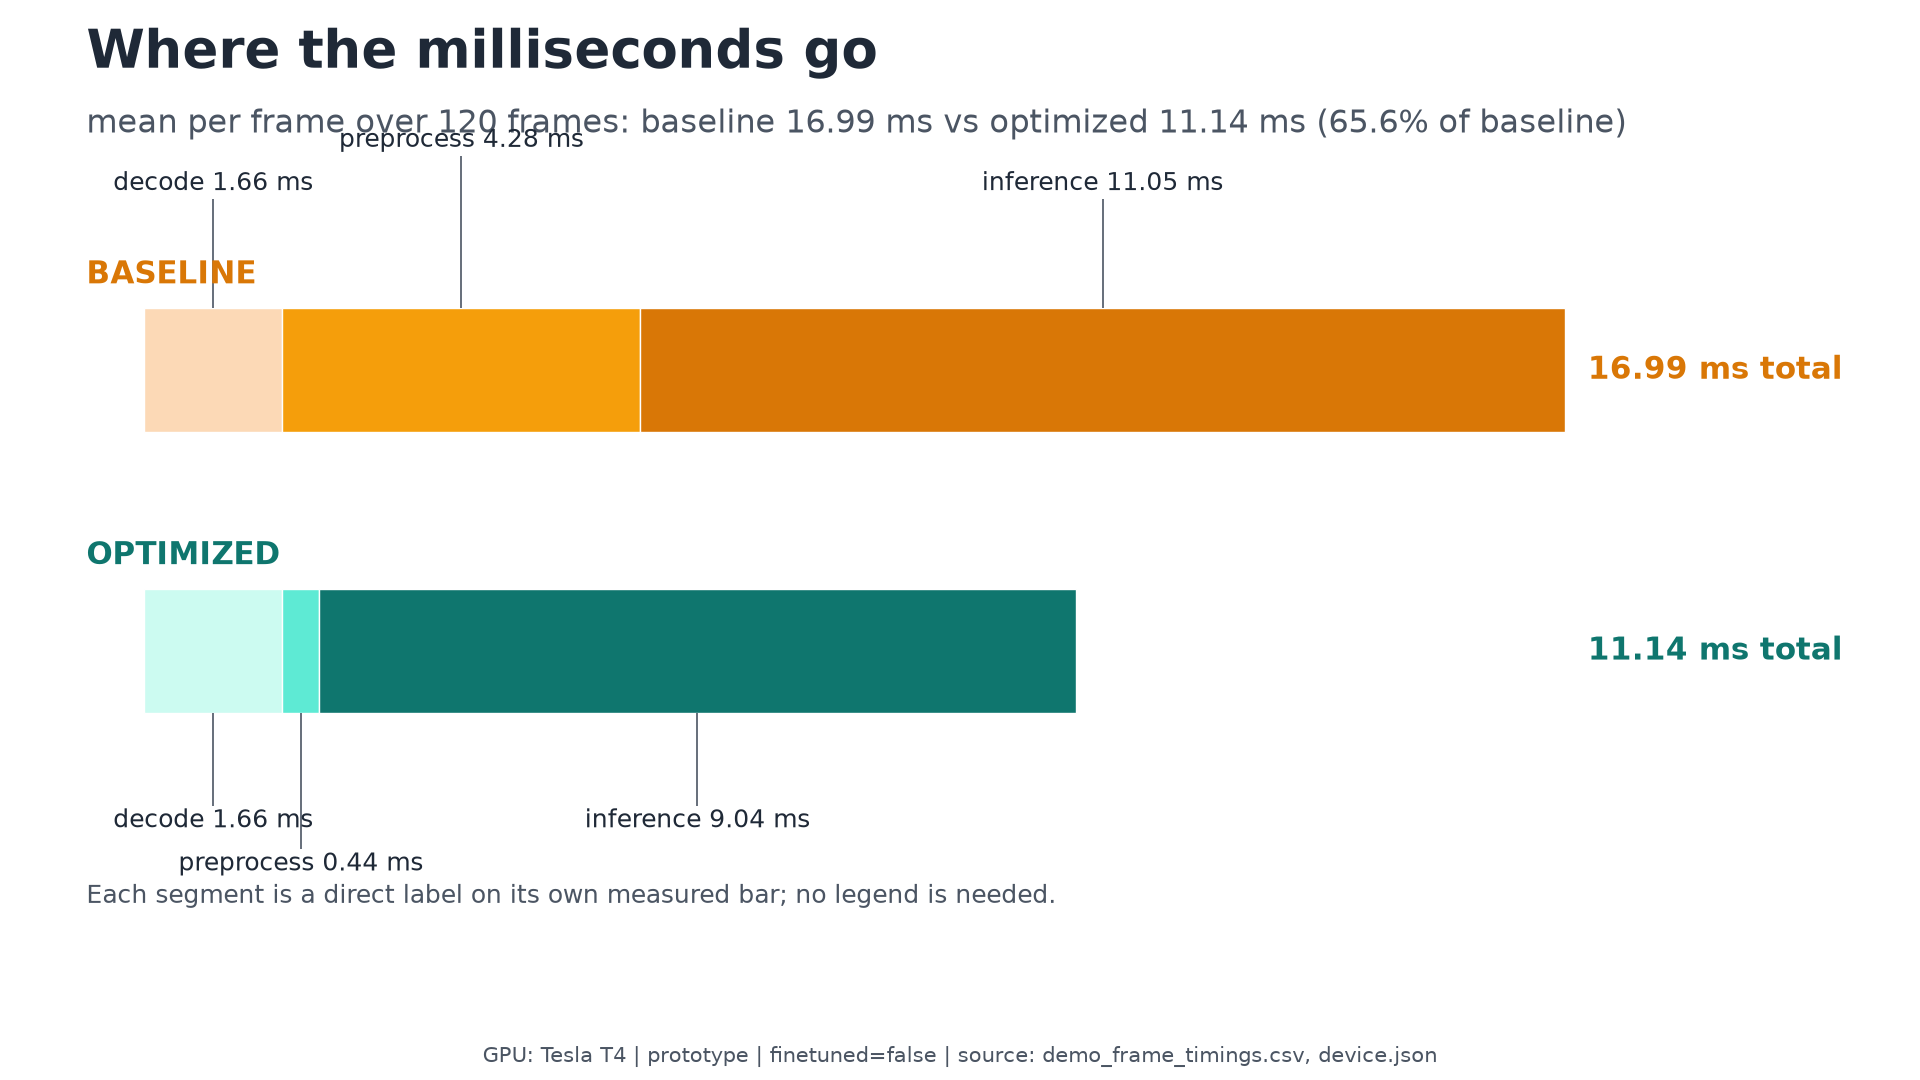 Where the milliseconds go
mean per frame over 120 frames: baseline 16.99 ms vs optimized 11.14 ms (65.6% of baseline)
preprocess 4.28 ms
decode 1.66 ms
inference 11.05 ms
BASELINE
16.99 ms total
OPTIMIZED
11.14 ms total
decode 1.66 ms
inference 9.04 ms
preprocess 0.44 ms
Each segment is a direct label on its own measured bar; no legend is needed.
GPU: Tesla T4 | prototype | finetuned=false | source: demo_frame_timings.csv, device.json